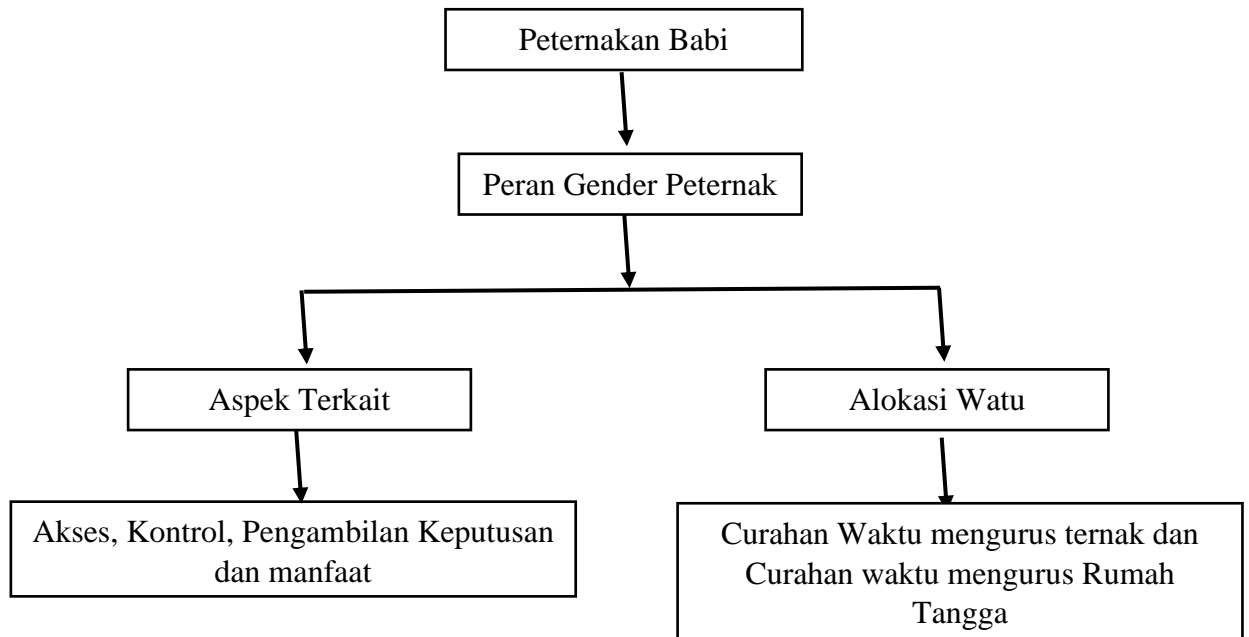 Peternakan Babi
Peran Gender Peternak
Aspek Terkait
Alokasi Watu
Akses, Kontrol, Pengambilan Keputusan
dan manfaat
Curahan Waktu mengurus ternak dan
Curahan waktu mengurus Rumah
Tangga